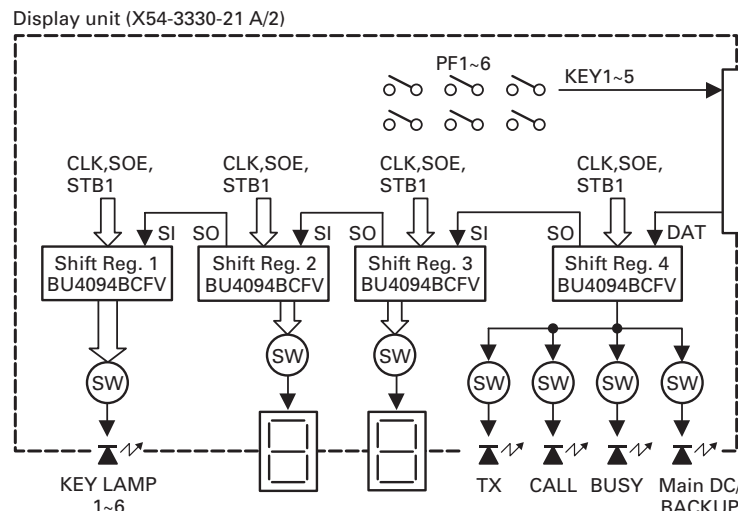 Display unit (X54-3330-21 A/2)
PF1~6
KEY1~5
CLK,SOE,
STB1
CLK,SOE,
STB1
CLK,SOE,
STB1
CLK,SOE,
STB1
SI
SO
SI
SO
SI
SO
DAT
Shift Reg. 1
BU4094BCFV
Shift Reg. 2
BU4094BCFV
Shift Reg. 3
BU4094BCFV
Shift Reg. 4
BU4094BCFV
SW
SW
SW
SW
SW
SW
SW
KEY LAMP
1~6
TX
CALL
BUSY
Main DC/
BACKUP